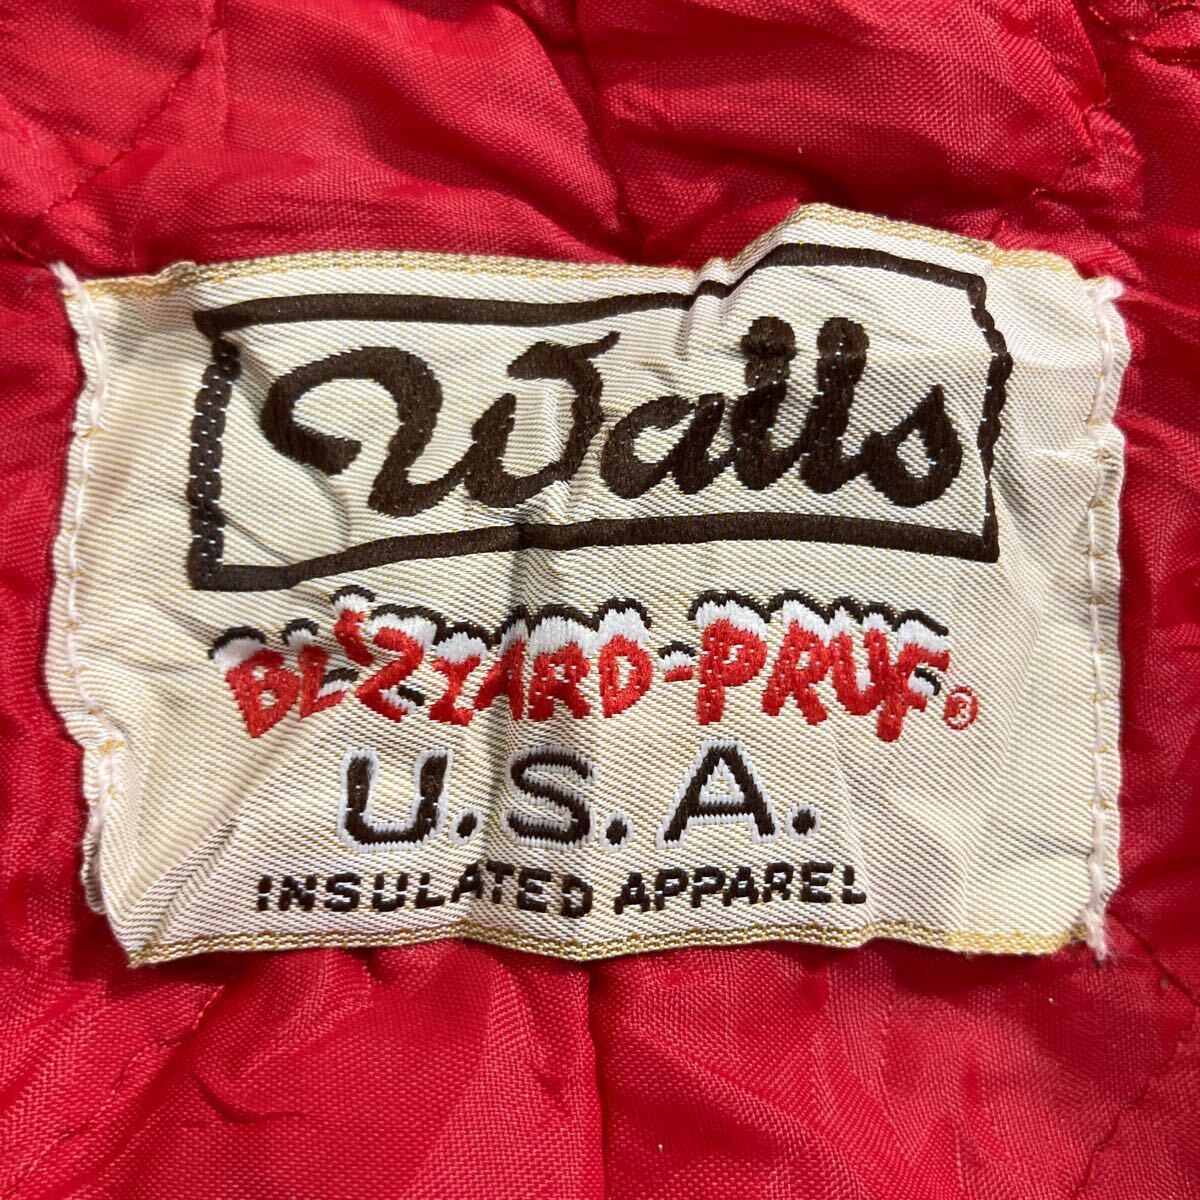 Walls
BLIZZARD-PRUF®
U.S.A.
INSULATED APPAREL